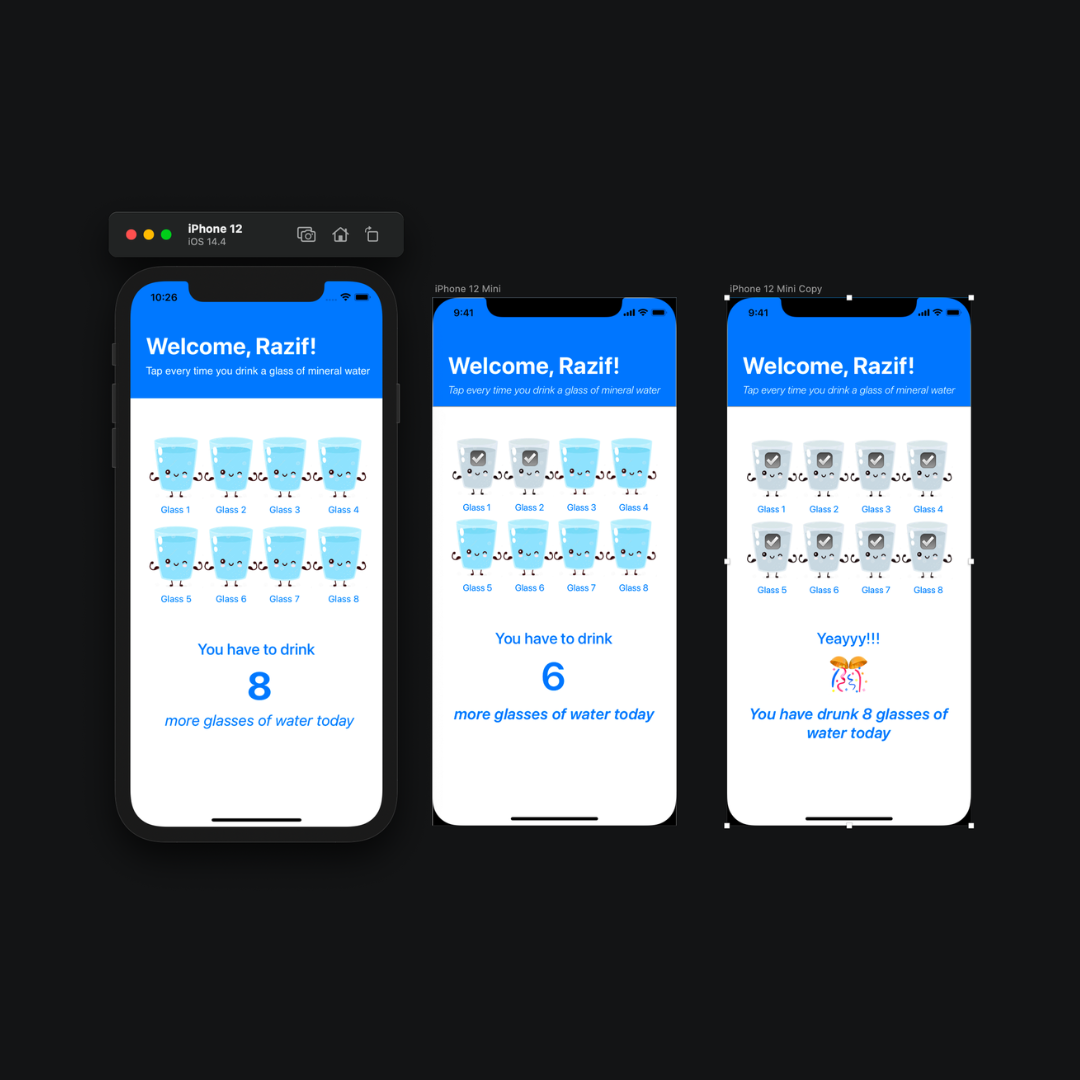 iPhone 12
iOS 14.4
10:26
Welcome, Razif!
Tap every time you drink a glass of mineral water
Glass 1 Glass 2 Glass 3 Glass 4
Glass 5 Glass 6 Glass 7 Glass 8
You have to drink
8
more glasses of water today
iPhone 12 Mini
9:41
Welcome, Razif!
Tap every time you drink a glass of mineral water
Glass 1 Glass 2 Glass 3 Glass 4
Glass 5 Glass 6 Glass 7 Glass 8
You have to drink
6
more glasses of water today
iPhone 12 Mini Copy
9:41
Welcome, Razif!
Tap every time you drink a glass of mineral water
Glass 1 Glass 2 Glass 3 Glass 4
Glass 5 Glass 6 Glass 7 Glass 8
Yeayyy!!!
You have drunk 8 glasses of
water today